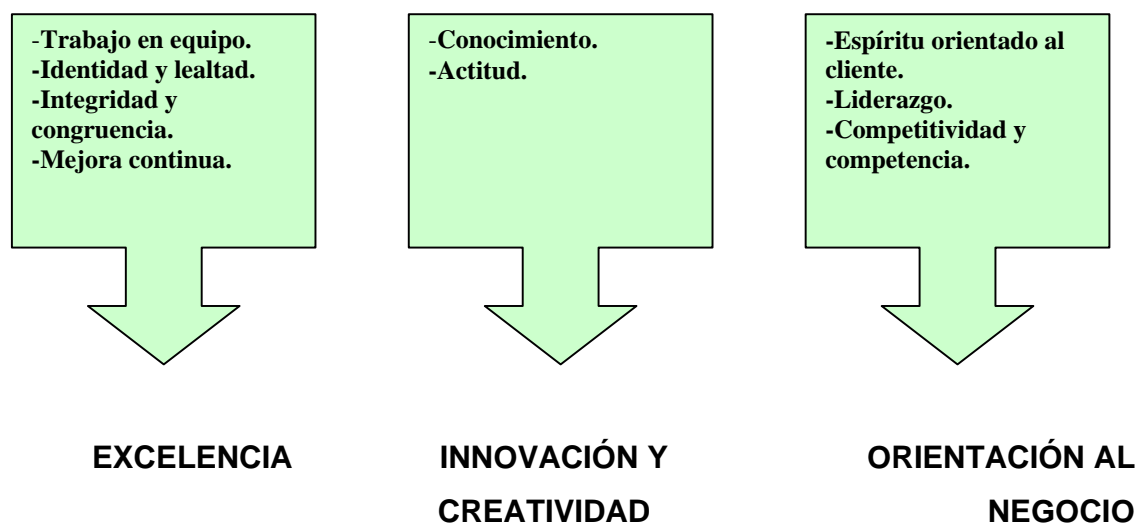 -Trabajo en equipo.
-Identidad y lealtad.
-Integridad y
congruencia.
-Mejora continua.
-Conocimiento.
-Actitud.
-Espíritu orientado al
cliente.
-Liderazgo.
-Competitividad y
competencia.
EXCELENCIA
INNOVACIÓN Y
CREATIVIDAD
ORIENTACIÓN AL
NEGOCIO